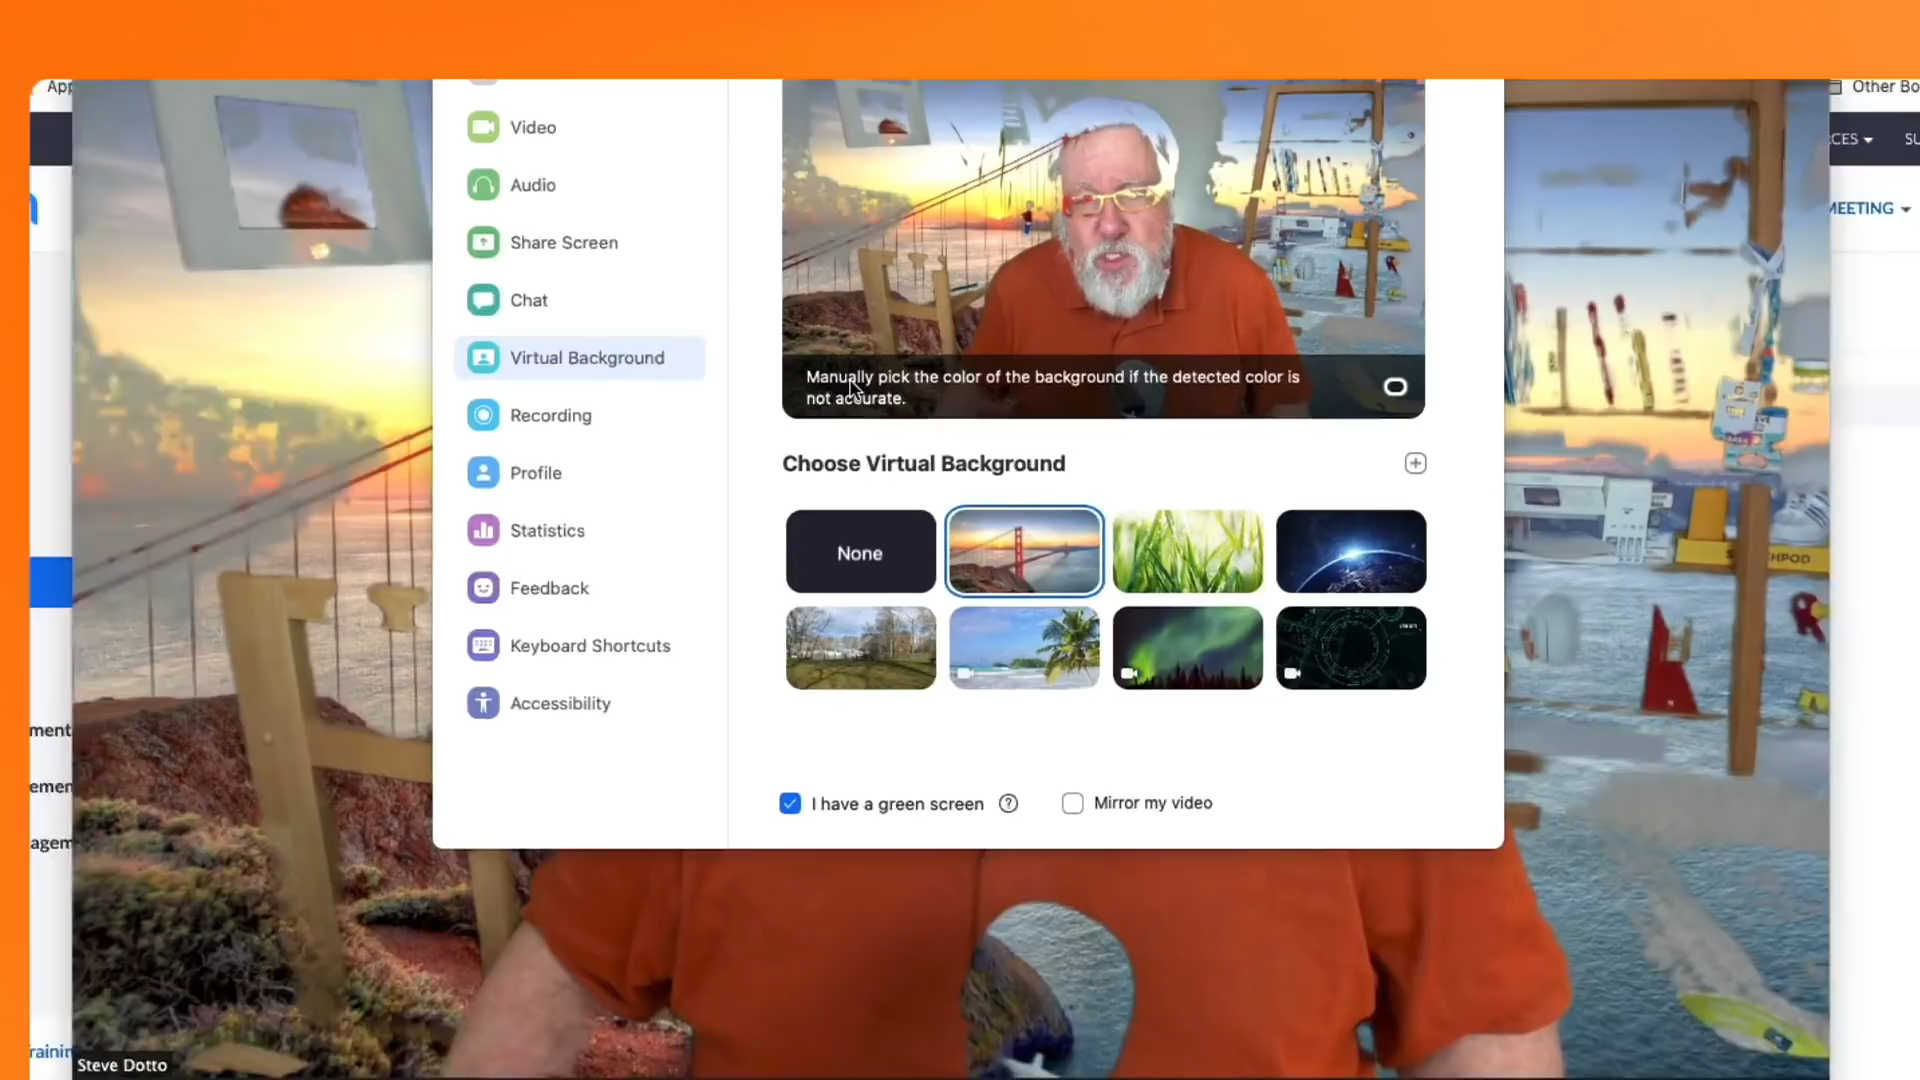 App
Other Bo
CES
SU
MEETING
Video
Audio
Share Screen
Chat
Virtual Background
Recording
Profile
Statistics
Feedback
Keyboard Shortcuts
Accessibility
Manually pick the color of the background if the detected color is
not accurate.
Choose Virtual Background
None
I have a green screen
Mirror my video
ment
emen
agem
rainin
Steve Dotto